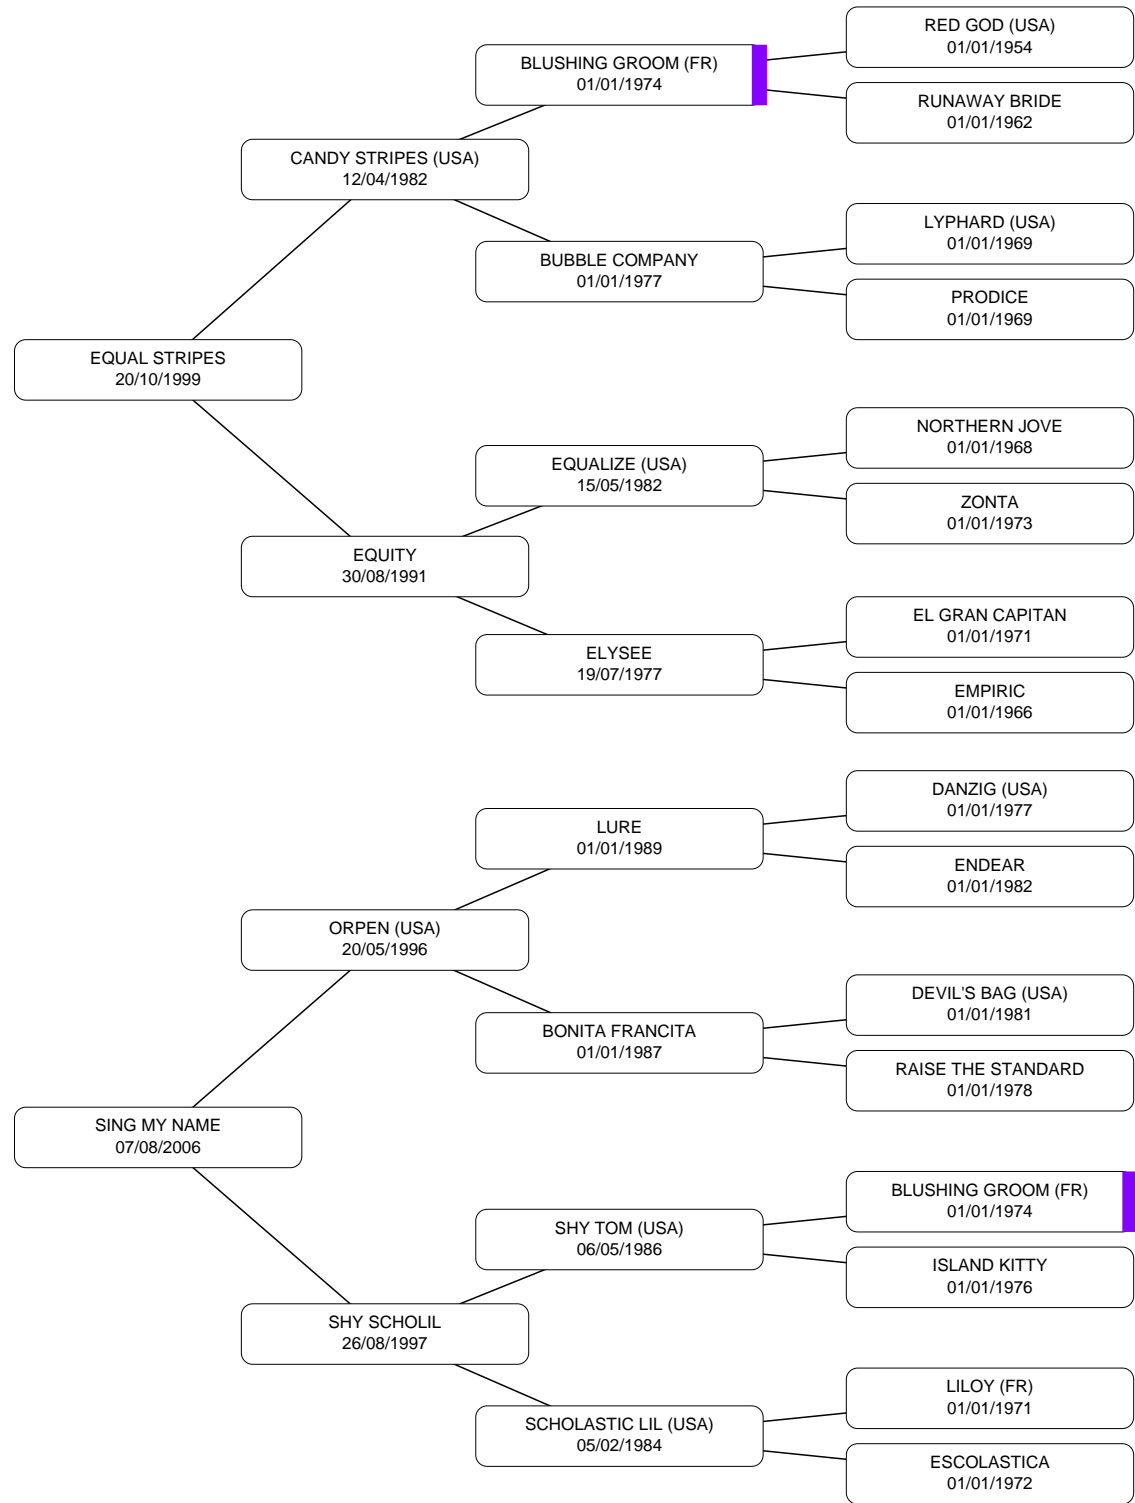 RED GOD (USA)
01/01/1954
BLUSHING GROOM (FR)
01/01/1974
RUNAWAY BRIDE
01/01/1962
CANDY STRIPES (USA)
12/04/1982
LYPHARD (USA)
01/01/1969
BUBBLE COMPANY
01/01/1977
PRODICE
01/01/1969
EQUAL STRIPES
20/10/1999
NORTHERN JOVE
01/01/1968
EQUALIZE (USA)
15/05/1982
ZONTA
01/01/1973
EQUITY
30/08/1991
EL GRAN CAPITAN
01/01/1971
ELYSEE
19/07/1977
EMPIRIC
01/01/1966
DANZIG (USA)
01/01/1977
LURE
01/01/1989
ENDEAR
01/01/1982
ORPEN (USA)
20/05/1996
DEVIL'S BAG (USA)
01/01/1981
BONITA FRANCITA
01/01/1987
RAISE THE STANDARD
01/01/1978
SING MY NAME
07/08/2006
BLUSHING GROOM (FR)
01/01/1974
SHY TOM (USA)
06/05/1986
ISLAND KITTY
01/01/1976
SHY SCHOLIL
26/08/1997
LILOY (FR)
01/01/1971
SCHOLASTIC LIL (USA)
05/02/1984
ESCOLASTICA
01/01/1972